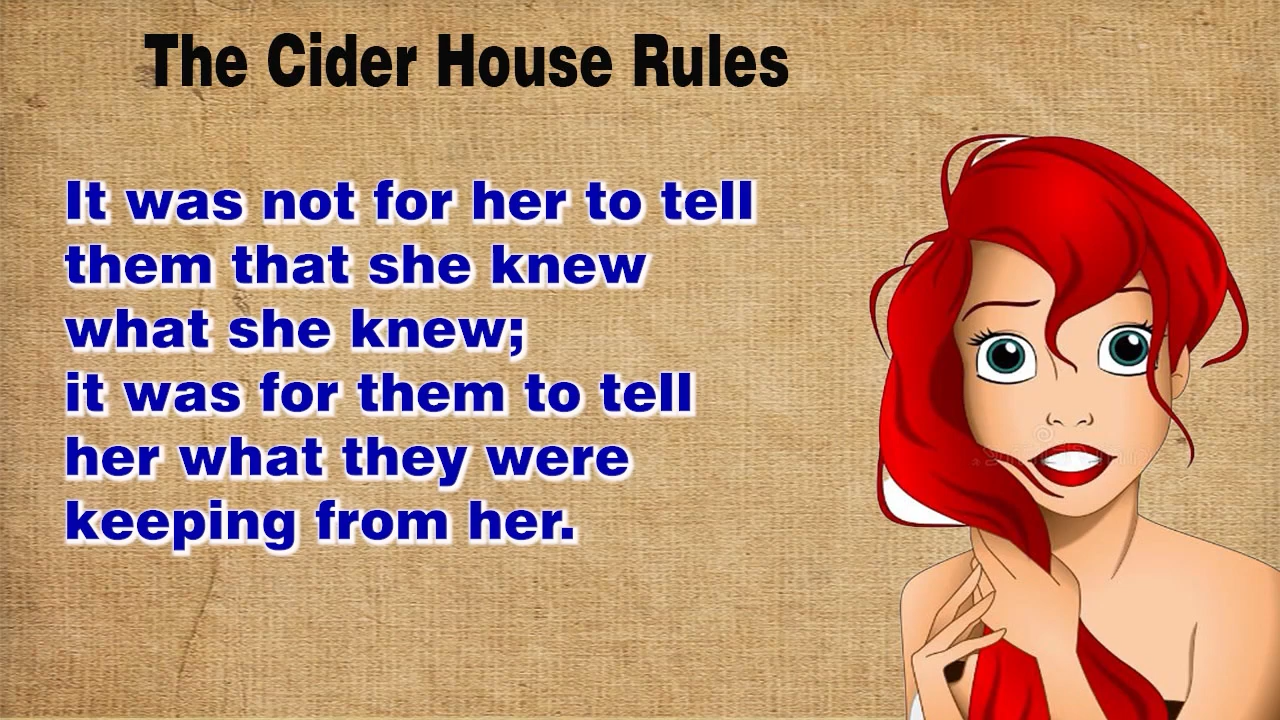 The Cider House Rules
It was not for her to tell
them that she knew
what she knew;
it was for them to tell
her what they were
keeping from her.